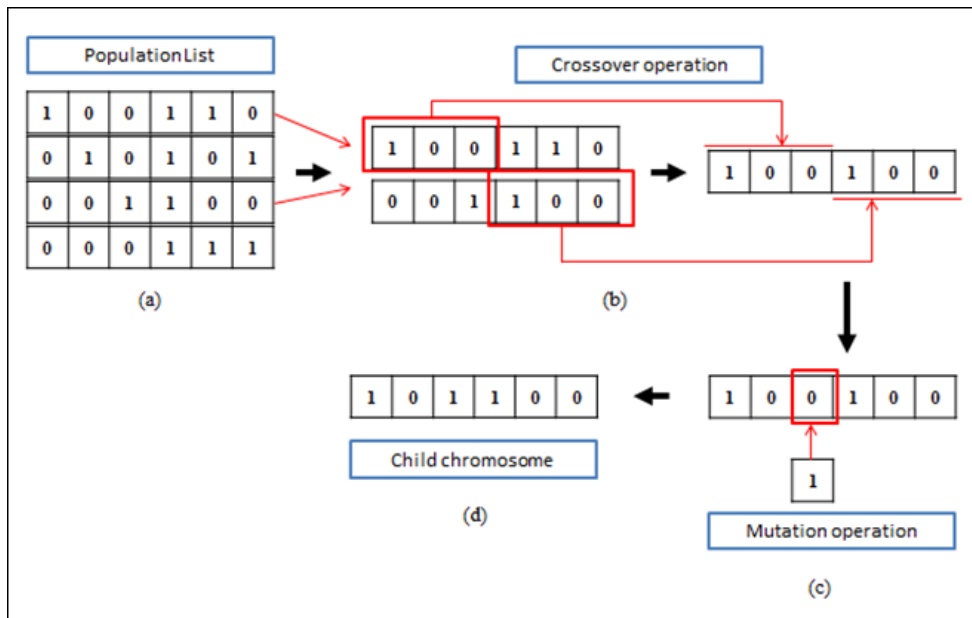 Population List
Crossover operation
1 0 0 1 1 0
0 1 0 1 0 1
0 0 1 1 0 0
0 0 0 1 1 1
1 0 0 1 1 0
0 0 1 1 0 0
1 0 0 1 0 0
(a)
(b)
1 0 1 1 0 0
1 0 0 1 0 0
1
Child chromosome
Mutation operation
(d)
(c)